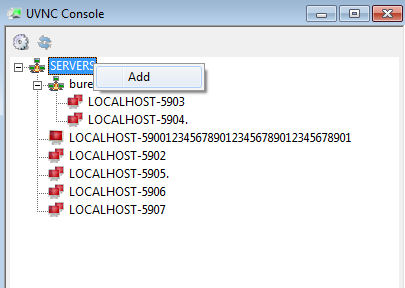 UVNC Console
SERVERS
Add
bure
LOCALHOST-5903
LOCALHOST-5904.
LOCALHOST-59001234567890123456789012345678901
LOCALHOST-5902
LOCALHOST-5905.
LOCALHOST-5906
LOCALHOST-5907